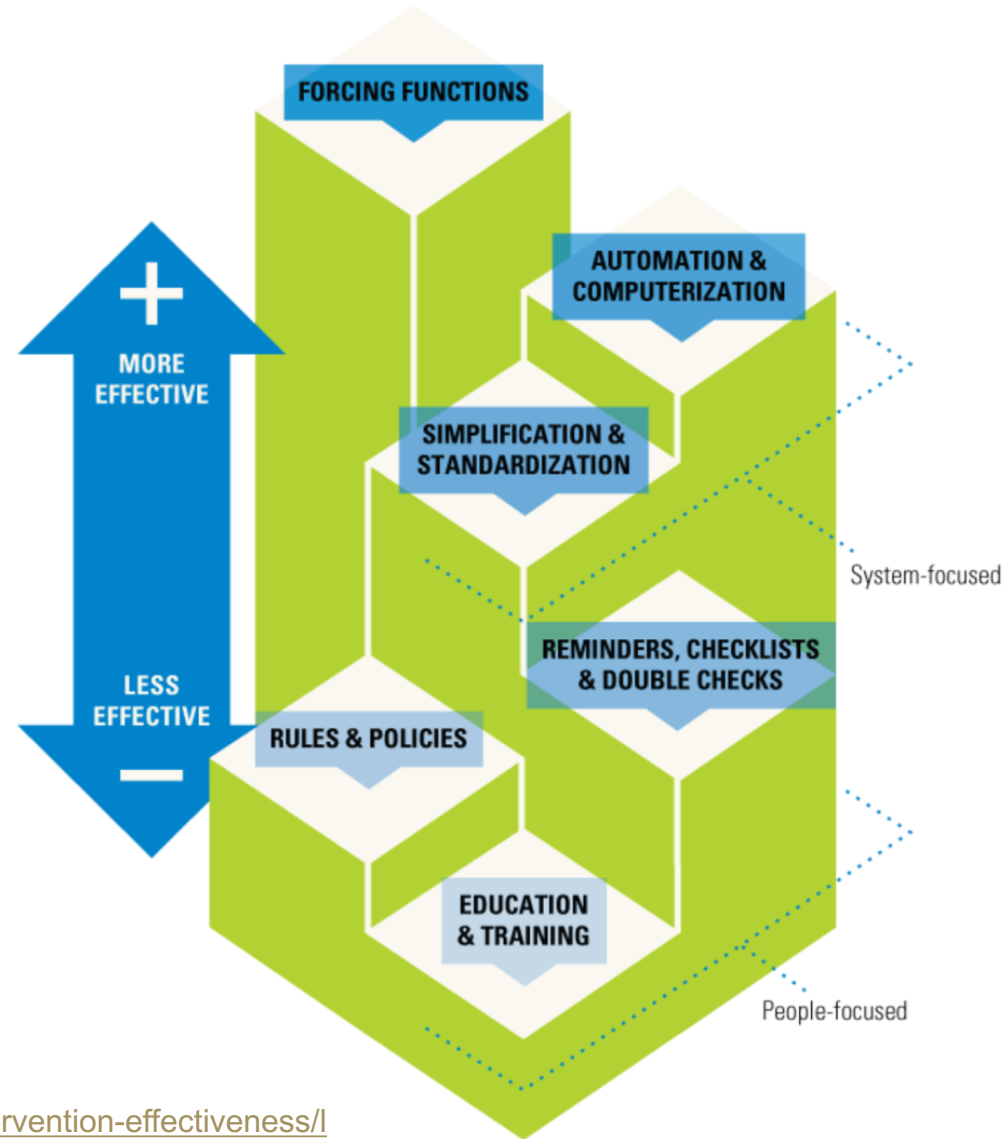 FORCING FUNCTIONS
AUTOMATION &
COMPUTERIZATION
+
MORE
EFFECTIVE
SIMPLIFICATION &
STANDARDIZATION
System-focused
REMINDERS, CHECKLISTS
& DOUBLE CHECKS
LESS
EFFECTIVE
−
RULES & POLICIES
EDUCATION
& TRAINING
People-focused
rvention-effectiveness/l